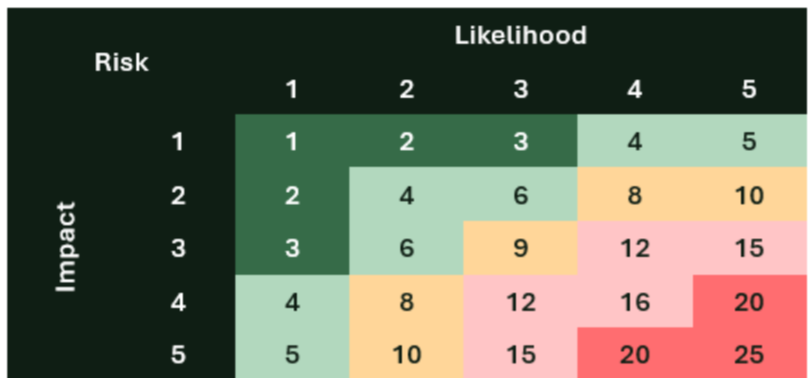 Likelihood
Risk
1 2 3 4 5
1 1 2 3 4 5
2 2 4 6 8 10
Impact
3 3 6 9 12 15
4 4 8 12 16 20
5 5 10 15 20 25